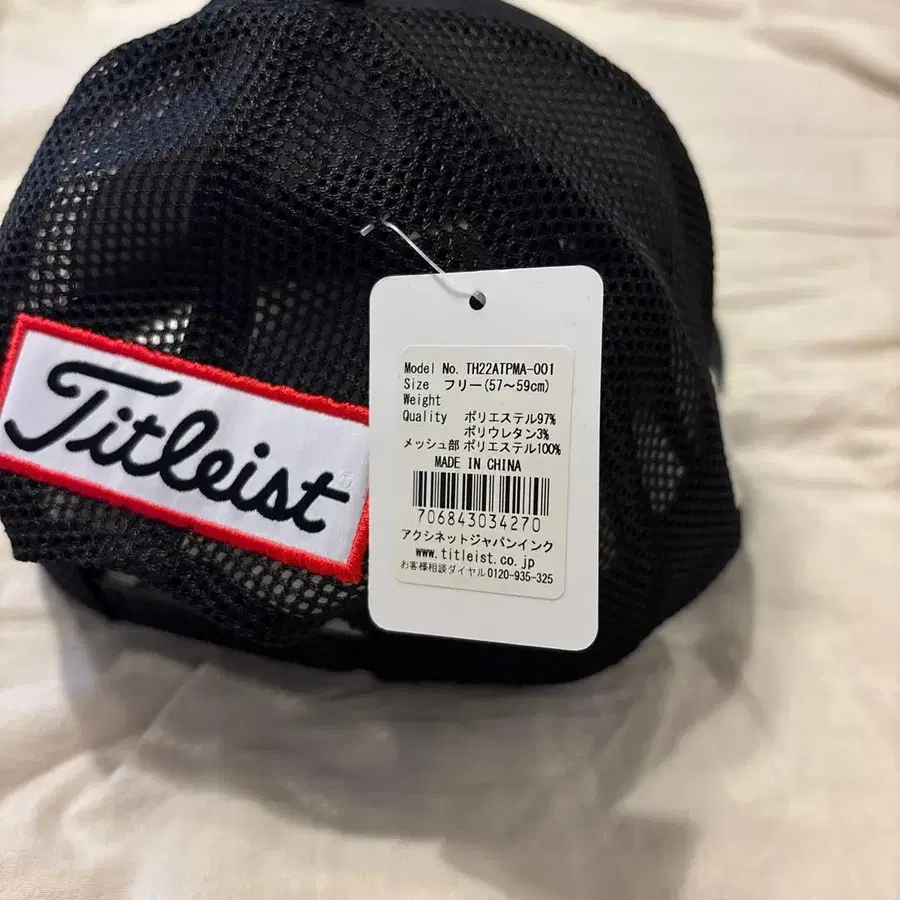 Titleist
Model No. TH22ATPMA-001
Size フリー(57～59cm)
Weight
Quality ポリエステル97%
ポリウレタン3%
メッシュ部 ポリエステル100%
MADE IN CHINA
706843034270
アクシネットジャパンインク
www.titleist.co.jp
お客様相談ダイヤル0120-935-325